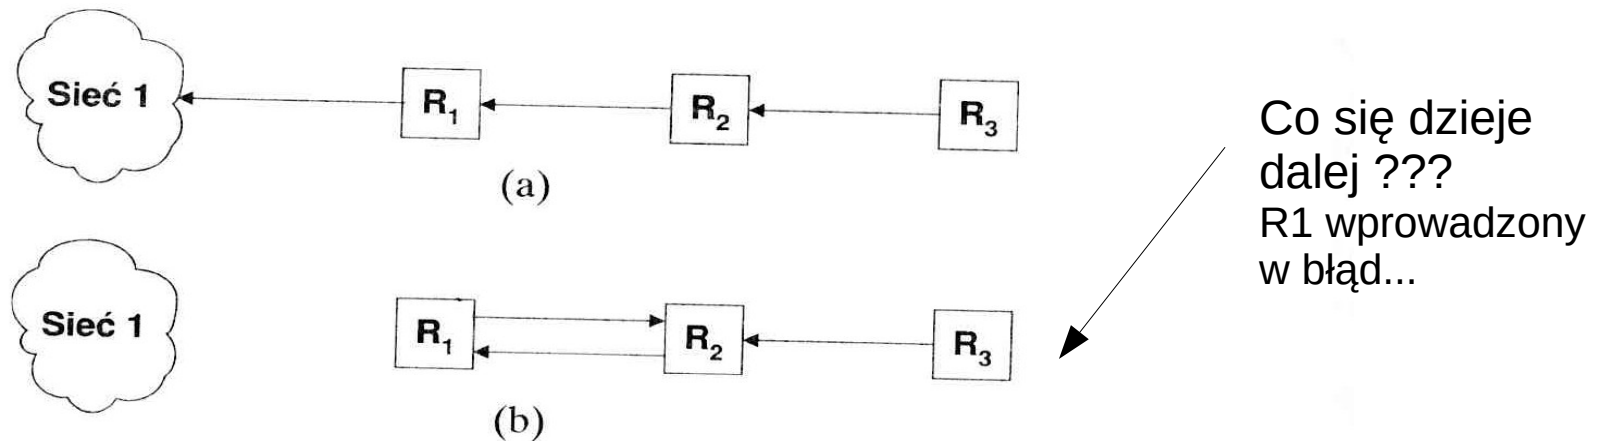 Sieć 1
R1
R2
R3
(a)
Co się dzieje
dalej ???
R1 wprowadzony
w błąd...
Sieć 1
R1
R2
R3
(b)